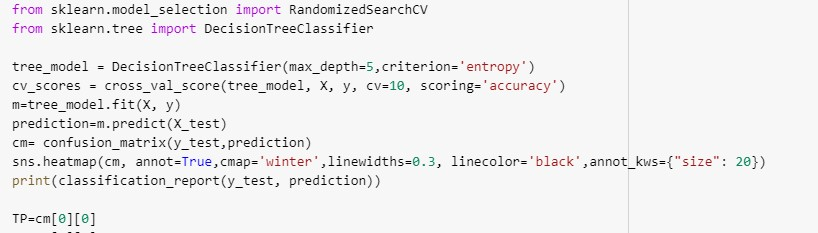 from sklearn.model_selection import RandomizedSearchCV
from sklearn.tree import DecisionTreeClassifier
tree_model = DecisionTreeClassifier(max_depth=5,criterion='entropy')
cv_scores = cross_val_score(tree_model, X, y, cv=10, scoring='accuracy')
m=tree_model.fit(X, y)
prediction=m.predict(X_test)
cm= confusion_matrix(y_test,prediction)
sns.heatmap(cm, annot=True,cmap='winter',linewidths=0.3, linecolor='black',annot_kws={"size": 20})
print(classification_report(y_test, prediction))
TP=cm[0][0]